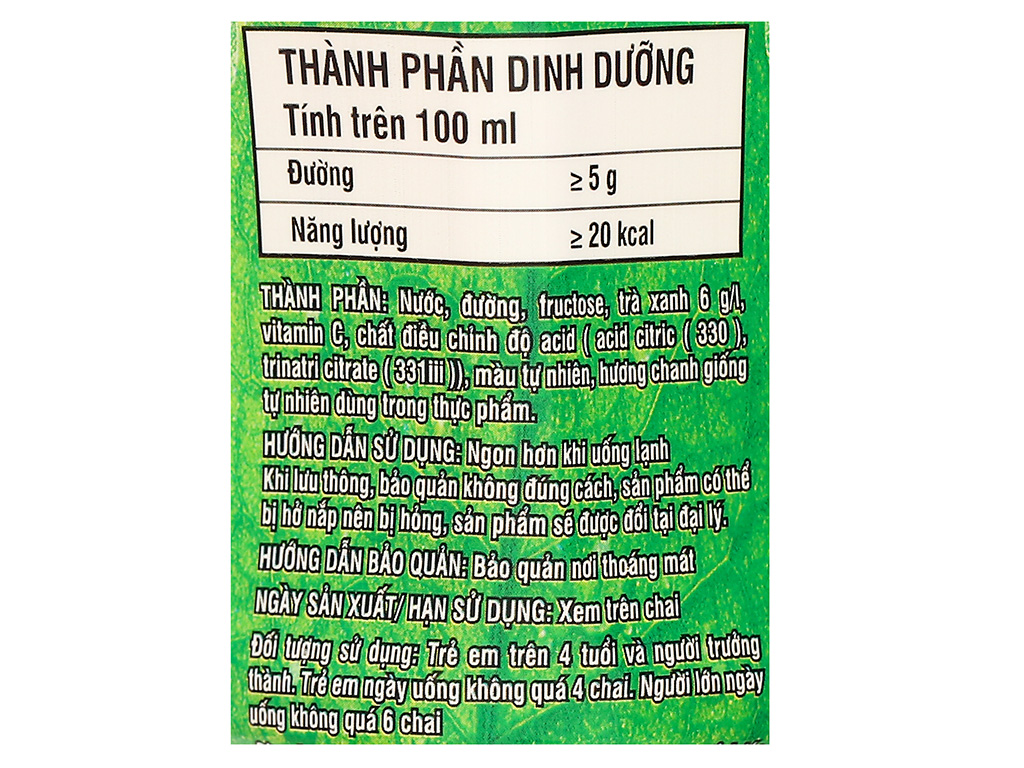 THÀNH PHẦN DINH DƯỠNG
Tính trên 100 ml
Đường ≥ 5 g
Năng lượng ≥ 20 kcal
THÀNH PHẦN: Nước, đường, fructose, trà xanh 6 g/l,
vitamin C, chất điều chỉnh độ acid ( acid citric ( 330 ),
trinatri citrate ( 331iii )), màu tự nhiên, hương chanh giống
tự nhiên dùng trong thực phẩm.
HƯỚNG DẪN SỬ DỤNG: Ngon hơn khi uống lạnh
Khi lưu thông, bảo quản không đúng cách, sản phẩm có thể
bị hở nắp nên bị hỏng, sản phẩm sẽ được đổi tại đại lý.
HƯỚNG DẪN BẢO QUẢN: Bảo quản nơi thoáng mát
NGÀY SẢN XUẤT/ HẠN SỬ DỤNG: Xem trên chai
Đối tượng sử dụng: Trẻ em trên 4 tuổi và người trưởng
thành. Trẻ em ngày uống không quá 4 chai. Người lớn ngày
uống không quá 6 chai